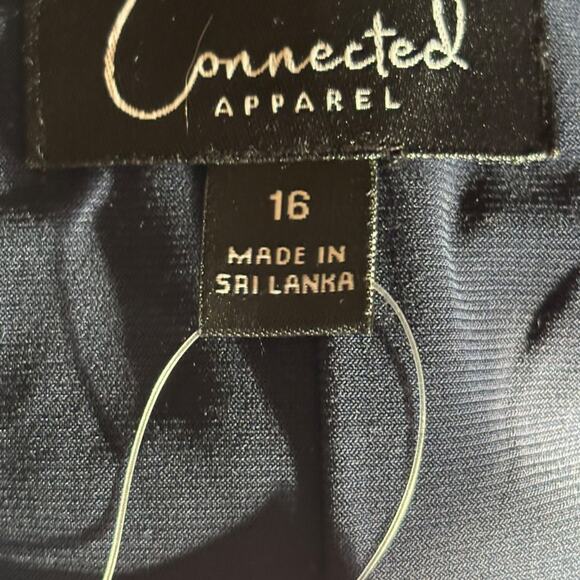 Connected
APPAREL
16
MADE IN
SRI LANKA